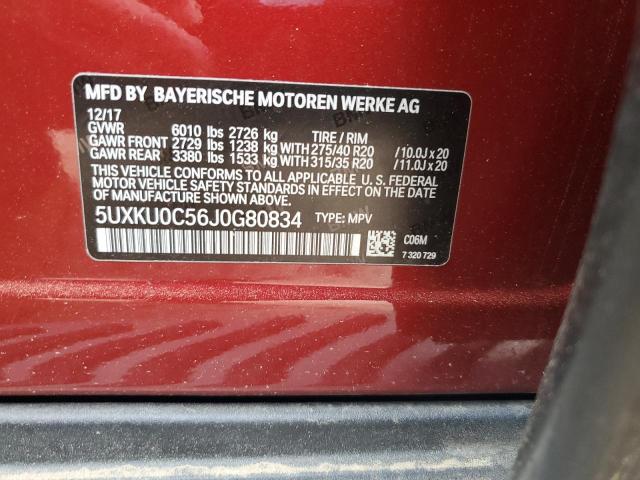 MFD BY BAYERISCHE MOTOREN WERKE AG
12/17
GVWR 6010 lbs 2726 kg TIRE / RIM
GAWR FRONT 2729 lbs 1238 kg WITH 275/40 R20 /10.0J x 20
GAWR REAR 3380 lbs 1533 kg WITH 315/35 R20 /11.0J x 20
THIS VEHICLE CONFORMS TO ALL APPLICABLE U.S. FEDERAL
MOTOR VEHICLE SAFETY STANDARDS IN EFFECT ON THE DATE
OF MANUFACTURE SHOWN ABOVE.
5UXKU0C56J0G80834 TYPE: MPV
C06M
7 320 729